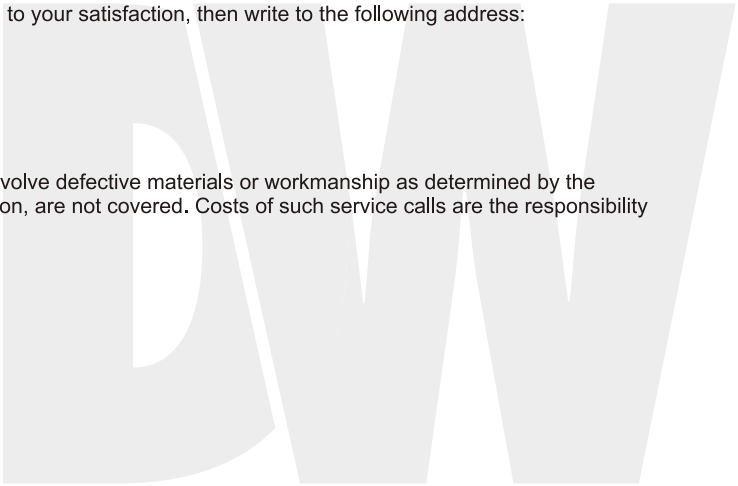 to your satisfaction, then write to the following address:
volve defective materials or workmanship as determined by the
on, are not covered. Costs of such service calls are the responsibility
DW